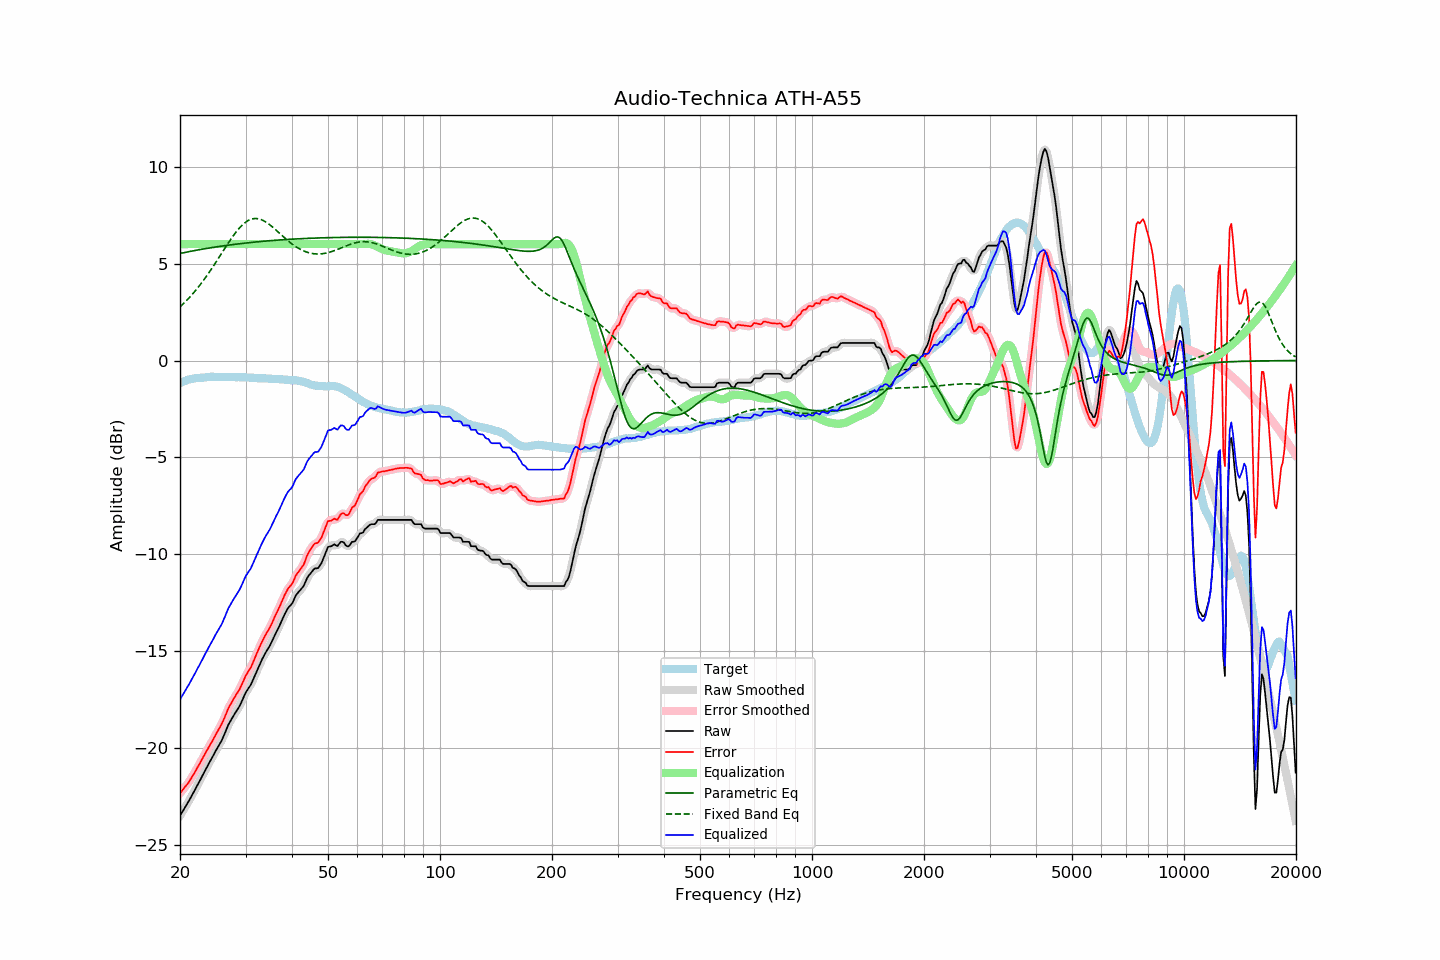 Audio-Technica ATH-A55
Amplitude (dBr)
10
5
0
−5
−10
−15
−20
−25
Target
Raw Smoothed
Error Smoothed
Raw
Error
Equalization
Parametric Eq
Fixed Band Eq
Equalized
20 50 100 200 500 1000 2000 5000 10000 20000
Frequency (Hz)